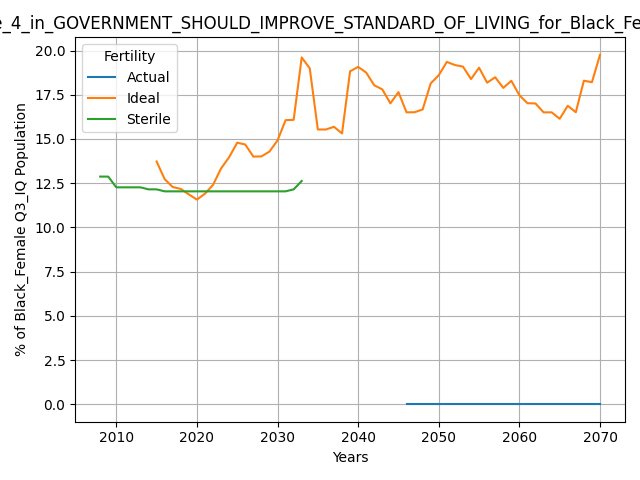 e_4_in_GOVERNMENT_SHOULD_IMPROVE_STANDARD_OF_LIVING_for_Black_Fe
Fertility
Actual
Ideal
Sterile
% of Black_Female Q3_IQ Population
20.0
17.5
15.0
12.5
10.0
7.5
5.0
2.5
0.0
2010 2020 2030 2040 2050 2060 2070
Years